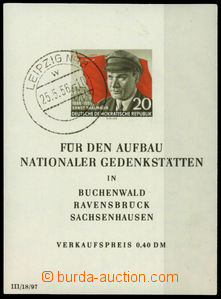 LEIPZIG N
w
25.5.56
1886-1944
ERNST THÄLMANN
20
DEUTSCHE DEMOKRATISCHE REPUBLIK
FÜR DEN AUFBAU
NATIONALER GEDENKSTÄTTEN
IN
BUCHENWALD
RAVENSBRÜCK
SACHSENHAUSEN
VERKAUFSPREIS 0,40 DM
III/18/97
burda-auction.com